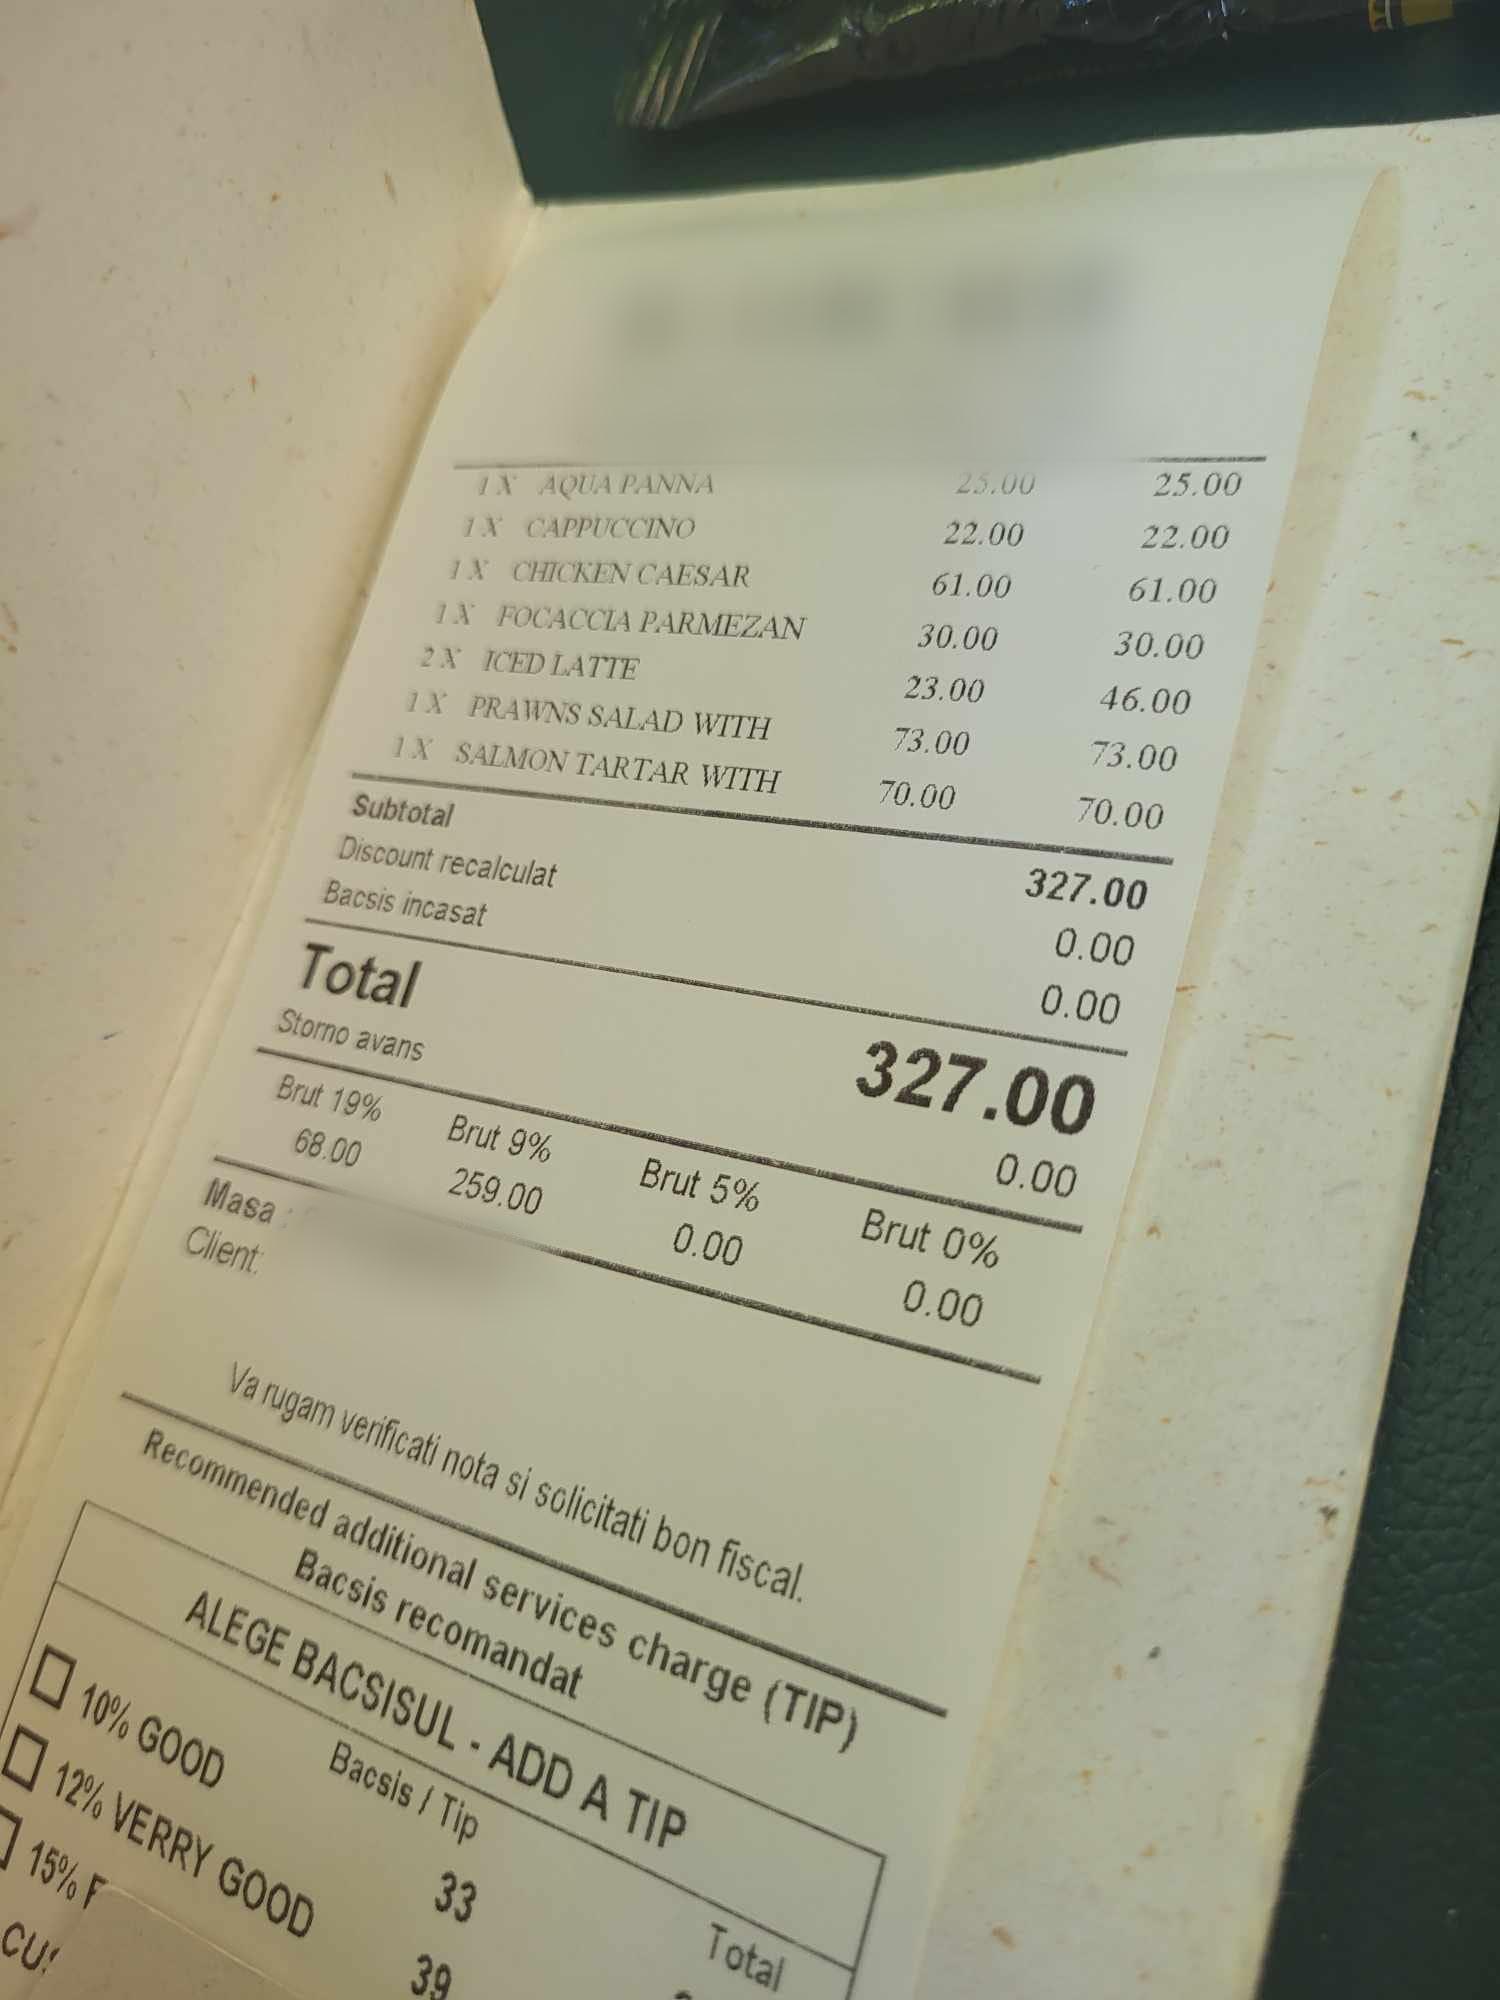 1 X AQUA PANNA 25.00 25.00
1 X CAPPUCCINO 22.00 22.00
1 X CHICKEN CAESAR 61.00 61.00
1 X FOCACCIA PARMEZAN 30.00 30.00
2 X ICED LATTE 23.00 46.00
1 X PRAWNS SALAD WITH 73.00 73.00
1 X SALMON TARTAR WITH 70.00 70.00
Subtotal 327.00
Discount recalculat 0.00
Bacsis incasat 0.00
Total 327.00
Storno avans 0.00
Brut 19% Brut 9% Brut 5% Brut 0%
68.00 259.00 0.00 0.00
Masa :
Client:
Va rugam verificati nota si solicitati bon fiscal.
Recommended additional services charge (TIP)
Bacsis recomandat
ALEGE BACSISUL - ADD A TIP
Bacsis / Tip Total
10% GOOD 33
12% VERRY GOOD 39
15%